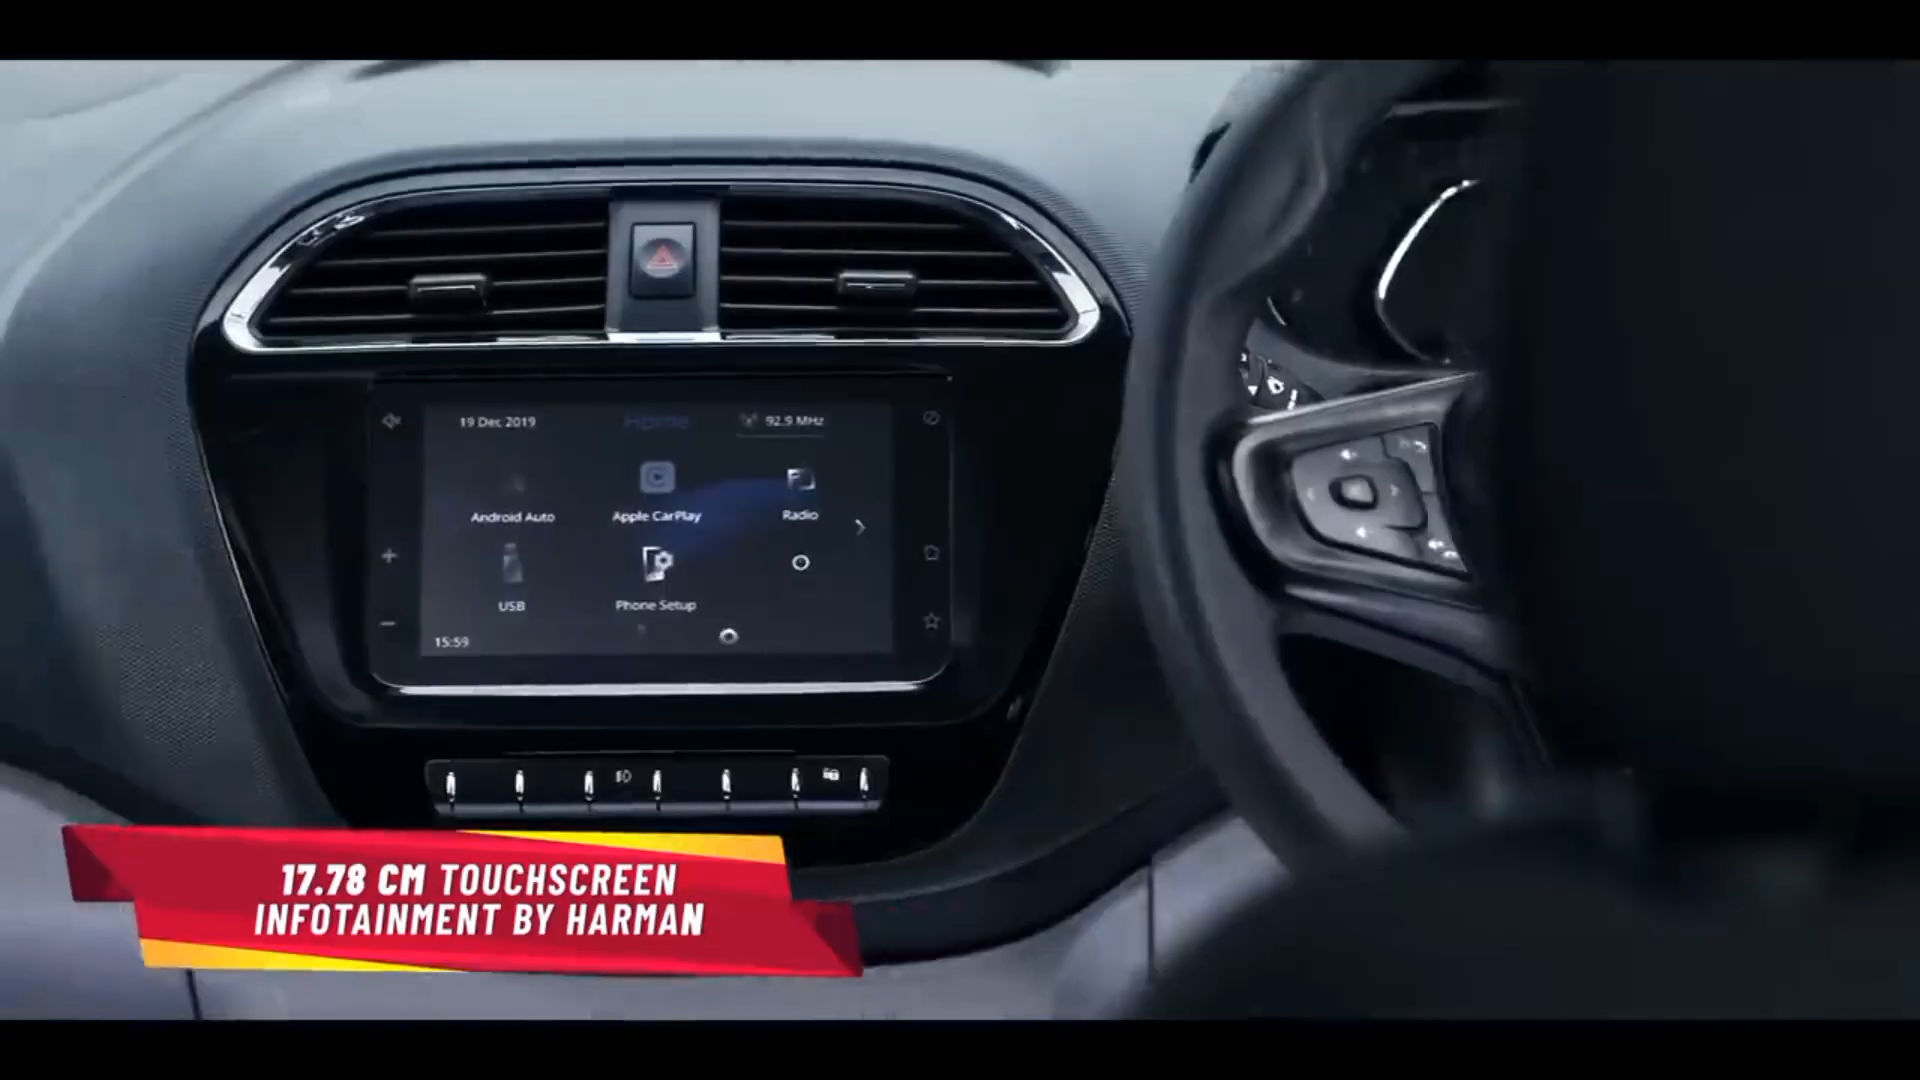 19 Dec 2019
Home
92.9 MHz
Android Auto
Apple CarPlay
Radio
USB
Phone Setup
15:59
17.78 CM TOUCHSCREEN
INFOTAINMENT BY HARMAN